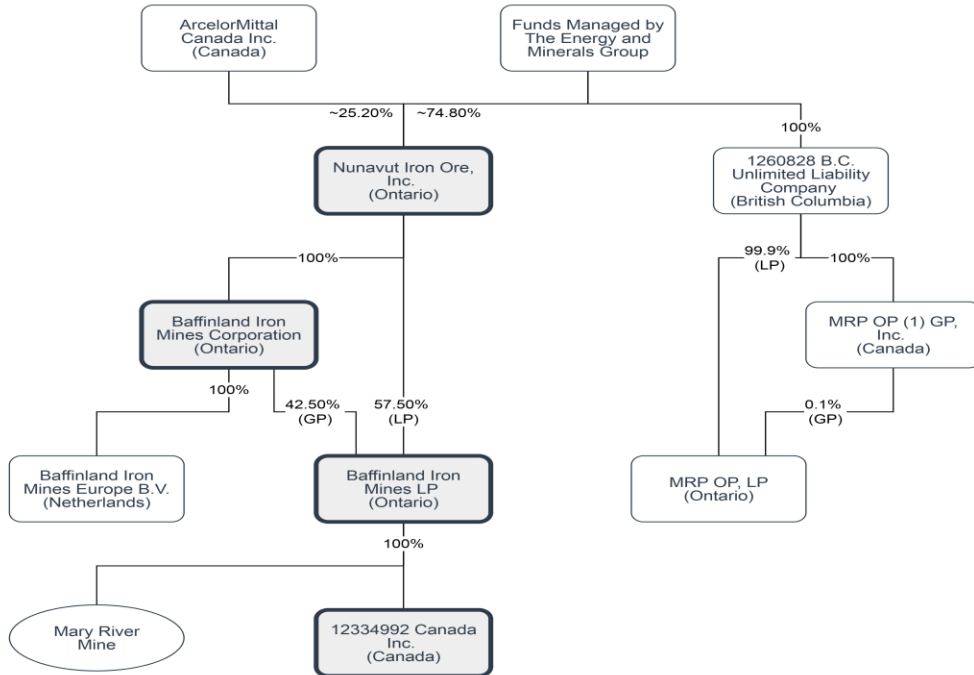 ArcelorMittal
Canada Inc.
(Canada)
Funds Managed by
The Energy and
Minerals Group
~25.20%
~74.80%
100%
Nunavut Iron Ore,
Inc.
(Ontario)
1260828 B.C.
Unlimited Liability
Company
(British Columbia)
100%
99.9%
(LP)
100%
Baffinland Iron
Mines Corporation
(Ontario)
MRP OP (1) GP,
Inc.
(Canada)
100%
42.50%
(GP)
57.50%
(LP)
0.1%
(GP)
Baffinland Iron
Mines Europe B.V.
(Netherlands)
Baffinland Iron
Mines LP
(Ontario)
MRP OP, LP
(Ontario)
100%
Mary River
Mine
12334992 Canada
Inc.
(Canada)